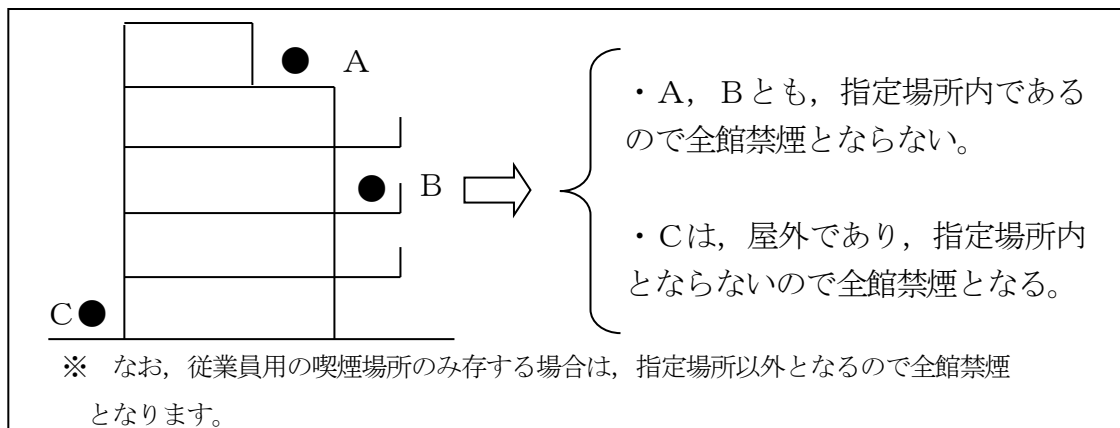 A
・A,Bとも,指定場所内である
ので全館禁煙とならない。
B
・Cは,屋外であり,指定場所内
とならないので全館禁煙となる。
C
※ なお,従業員用の喫煙場所のみ存する場合は,指定場所以外となるので全館禁煙
となります。